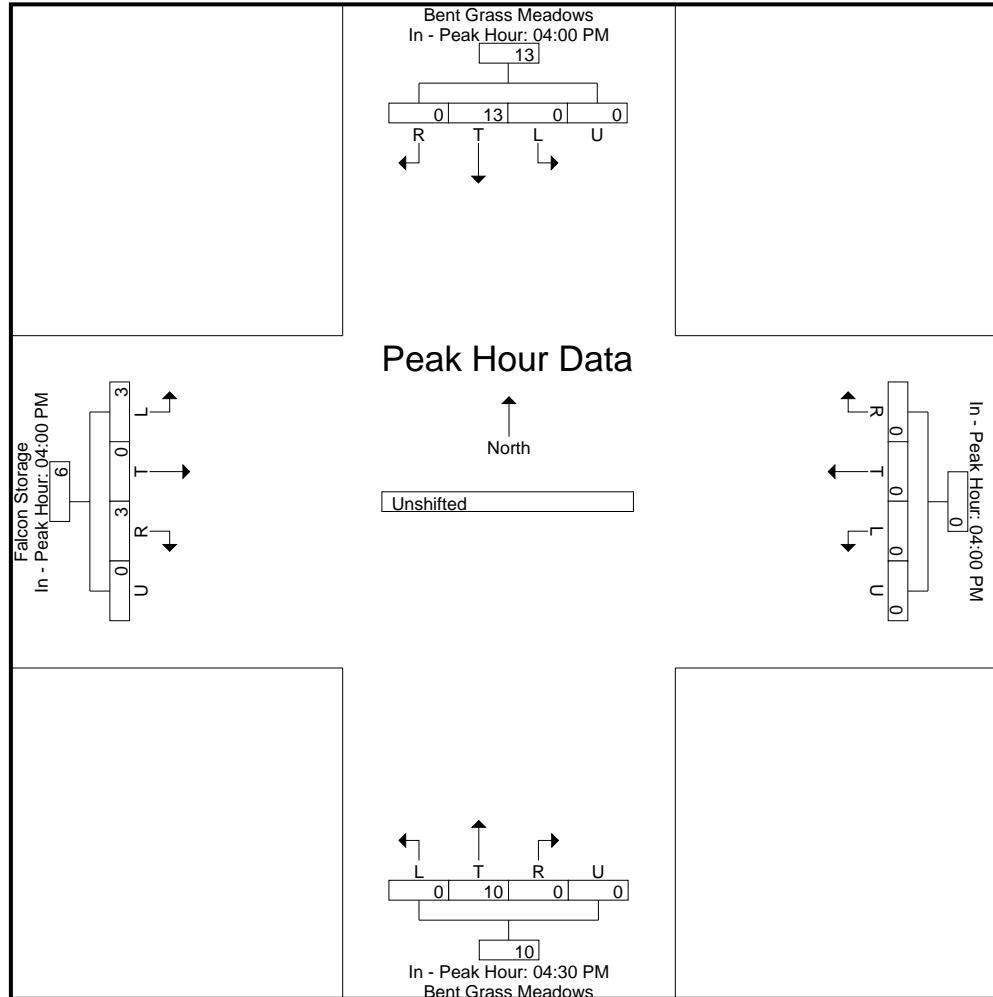 Bent Grass Meadows
In - Peak Hour: 04:00 PM
13
0 13 0 0
R T L U
Peak Hour Data
North
Unshifted
Falcon Storage
In - Peak Hour: 04:00 PM
6
3 0 3 0
L T R U
In - Peak Hour: 04:00 PM
0
0 0 0 0
R T L U
L T R U
0 10 0 0
10
In - Peak Hour: 04:30 PM
Bent Grass Meadows